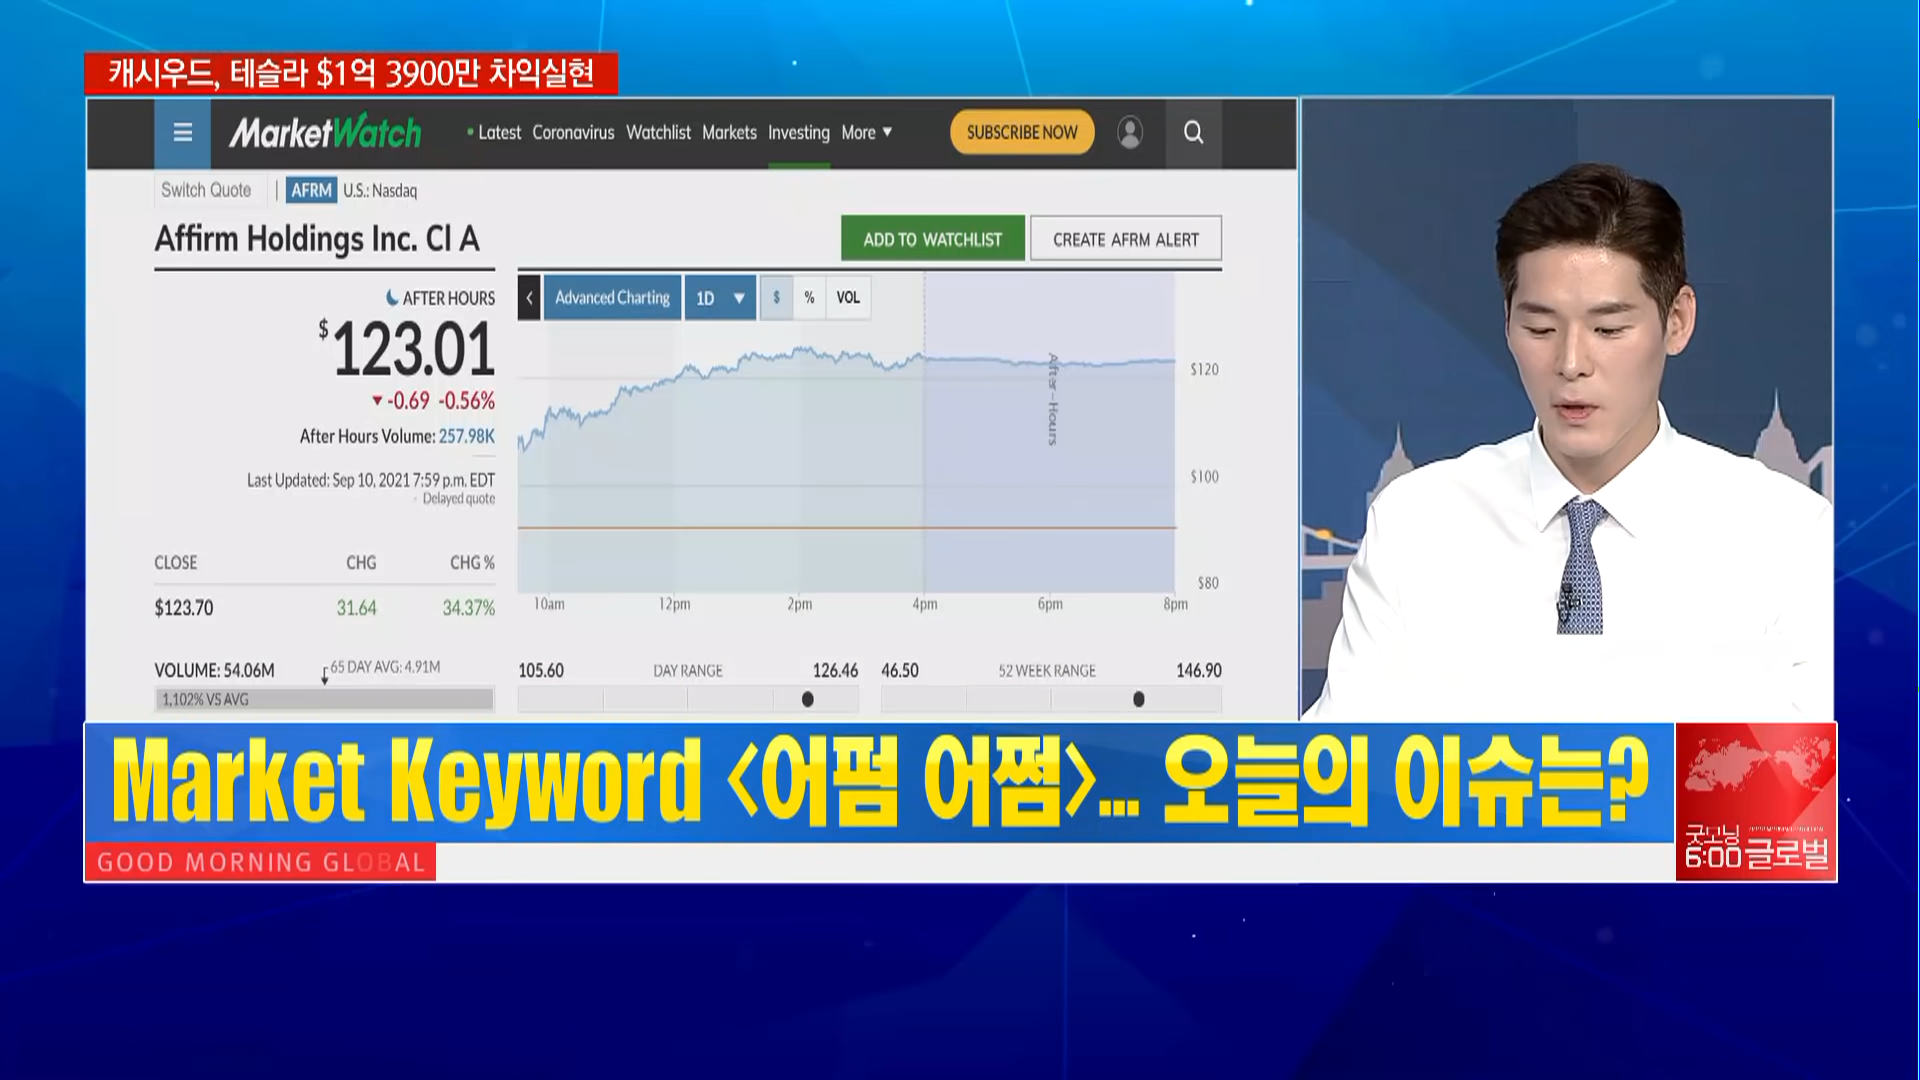 캐시우드, 테슬라 $1억 3900만 차익실현
MarketWatch
Latest Coronavirus Watchlist Markets Investing More ▼
SUBSCRIBE NOW
Switch Quote | AFRM U.S.: Nasdaq
Affirm Holdings Inc. Cl A
ADD TO WATCHLIST
CREATE AFRM ALERT
AFTER HOURS
$123.01
-0.69 -0.56%
After Hours Volume: 257.98K
Last Updated: Sep 10, 2021 7:59 p.m. EDT
Delayed quote
Advanced Charting 1D ▼ $ % VOL
After-Hours
$120
$100
$80
10am 12pm 2pm 4pm 6pm 8pm
CLOSE CHG CHG %
$123.70 31.64 34.37%
VOLUME: 54.06M 65 DAY AVG: 4.91M
1,102% VS AVG
105.60 DAY RANGE 126.46
46.50 52 WEEK RANGE 146.90
Market Keyword <어펌 어쩜>... 오늘의 이슈는?
GOOD MORNING GLOBAL
굿모닝
6:00 글로벌